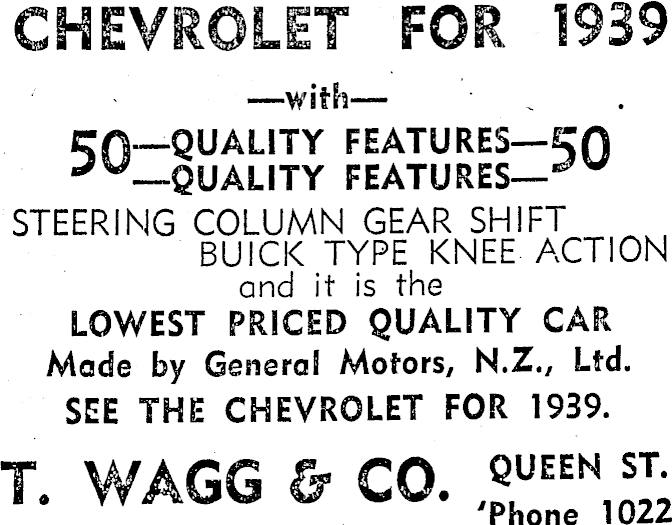 CHEVROLET FOR 1939
—with—
50—QUALITY FEATURES—50
—QUALITY FEATURES—
STEERING COLUMN GEAR SHIFT
BUICK TYPE KNEE ACTION
and it is the
LOWEST PRICED QUALITY CAR
Made by General Motors, N.Z., Ltd.
SEE THE CHEVROLET FOR 1939.
T. WAGG & CO. QUEEN ST.
'Phone 1022